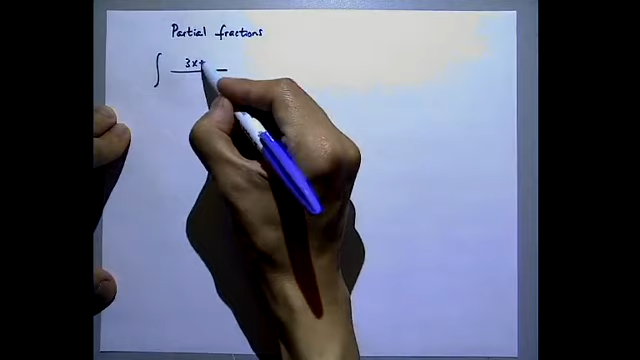 Partial fractions
∫ 3x+